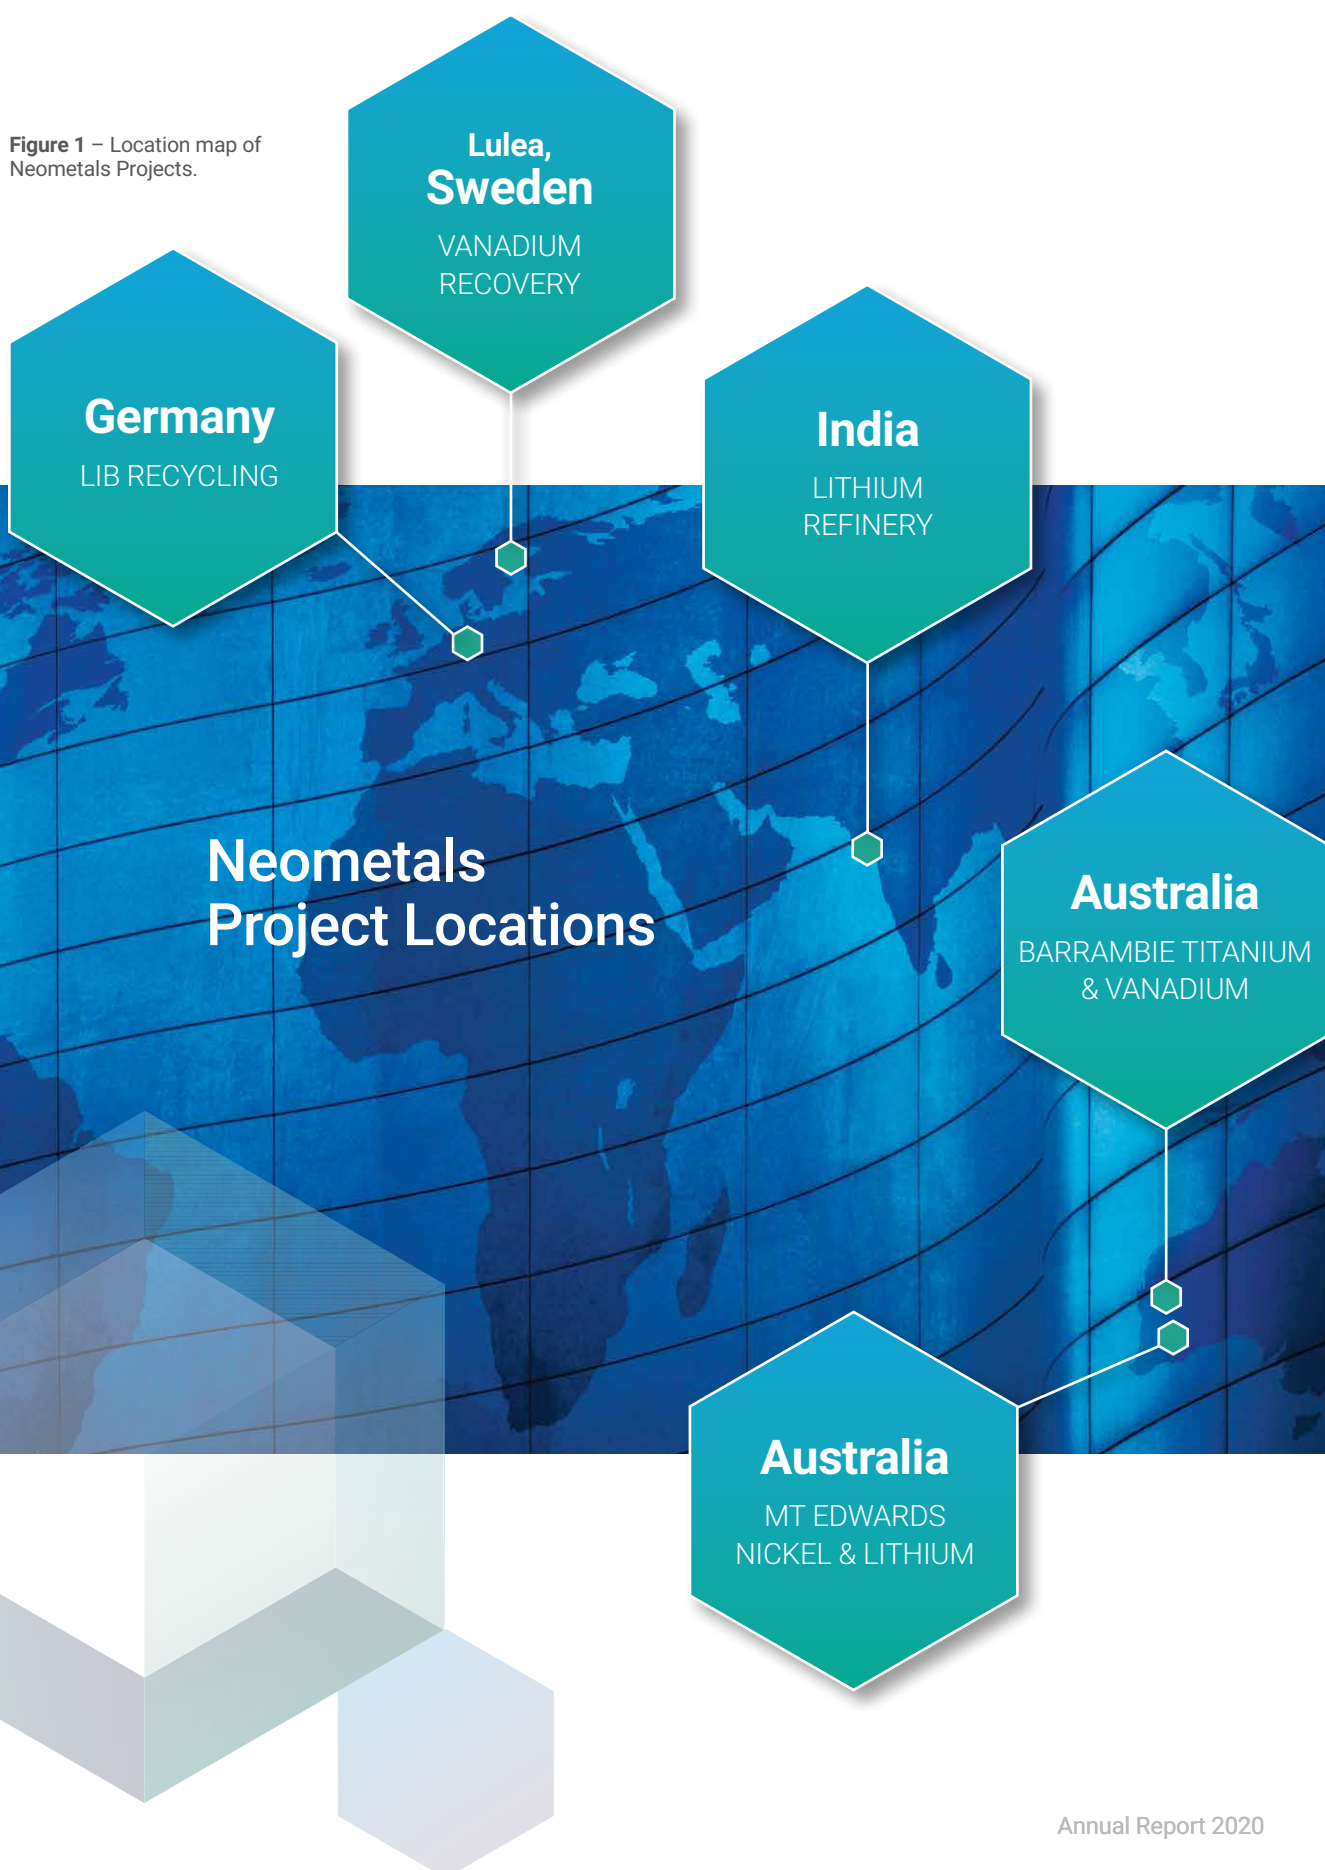 Figure 1 – Location map of
Neometals Projects.
Lulea,
Sweden
VANADIUM
RECOVERY
Germany
LIB RECYCLING
India
LITHIUM
REFINERY
Neometals
Project Locations
Australia
BARRAMBIE TITANIUM
& VANADIUM
Australia
MT EDWARDS
NICKEL & LITHIUM
Annual Report 2020